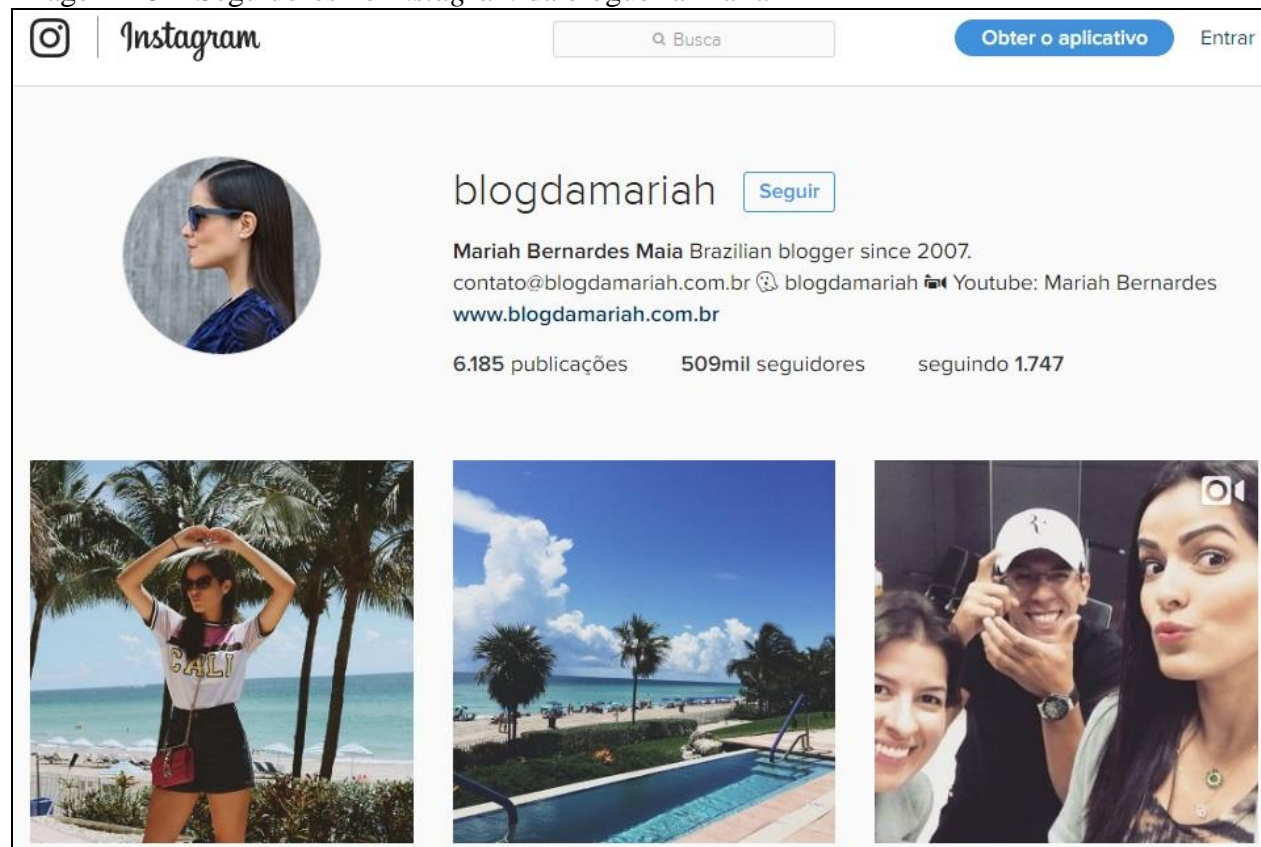 Instagram
Busca
Obter o aplicativo
Entrar
blogdamariah
Seguir
Mariah Bernardes Maia Brazilian blogger since 2007.
contato@blogdamariah.com.br blogdamariah Youtube: Mariah Bernardes
www.blogdamariah.com.br
6.185 publicações 509mil seguidores seguindo 1.747
CALI